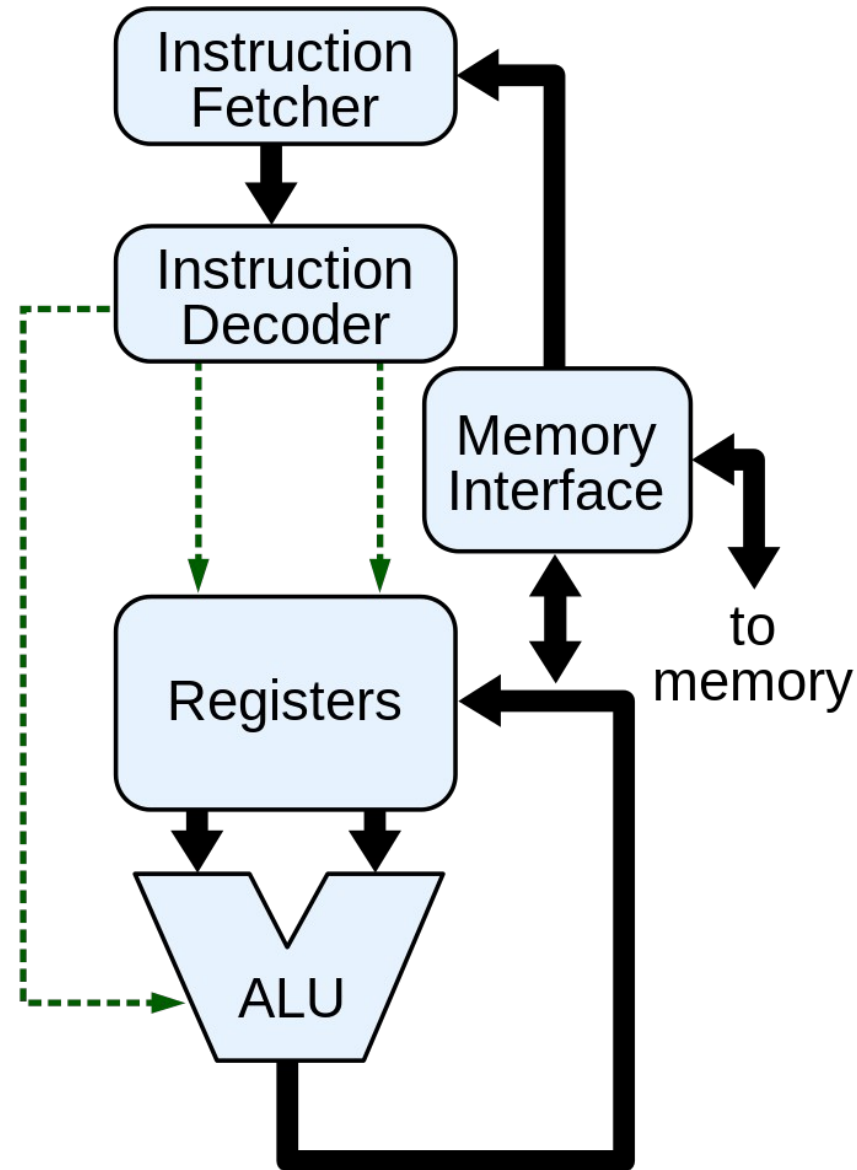 Instruction
Fetcher
Instruction
Decoder
Memory
Interface
to
memory
Registers
ALU